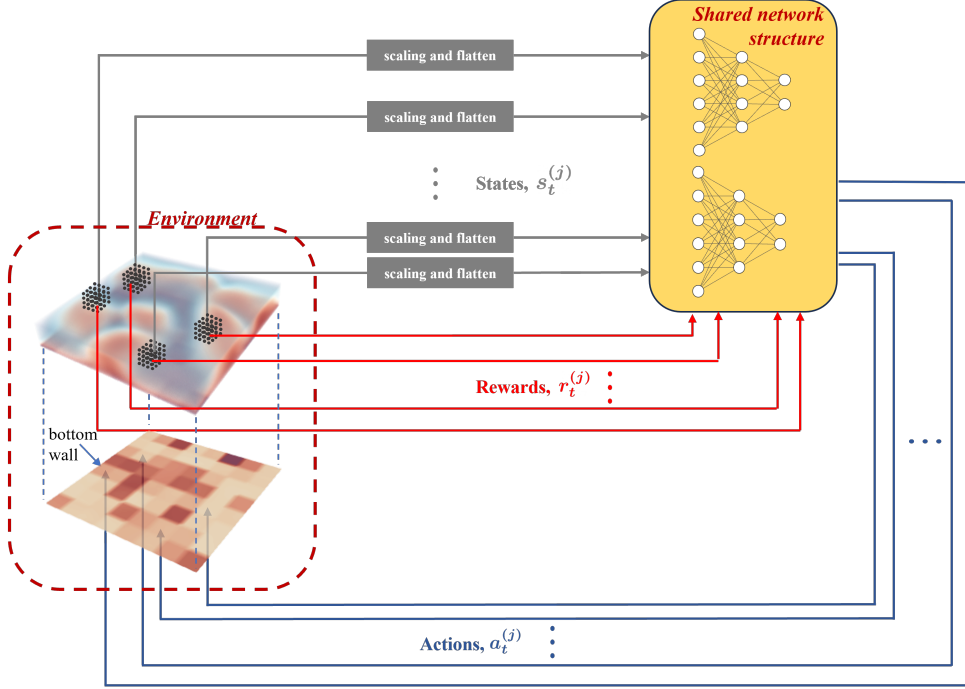 Shared network
structure
scaling and flatten
scaling and flatten
States, s_t^{(j)}
Environment
scaling and flatten
scaling and flatten
Rewards, r_t^{(j)}
bottom
wall
Actions, a_t^{(j)}